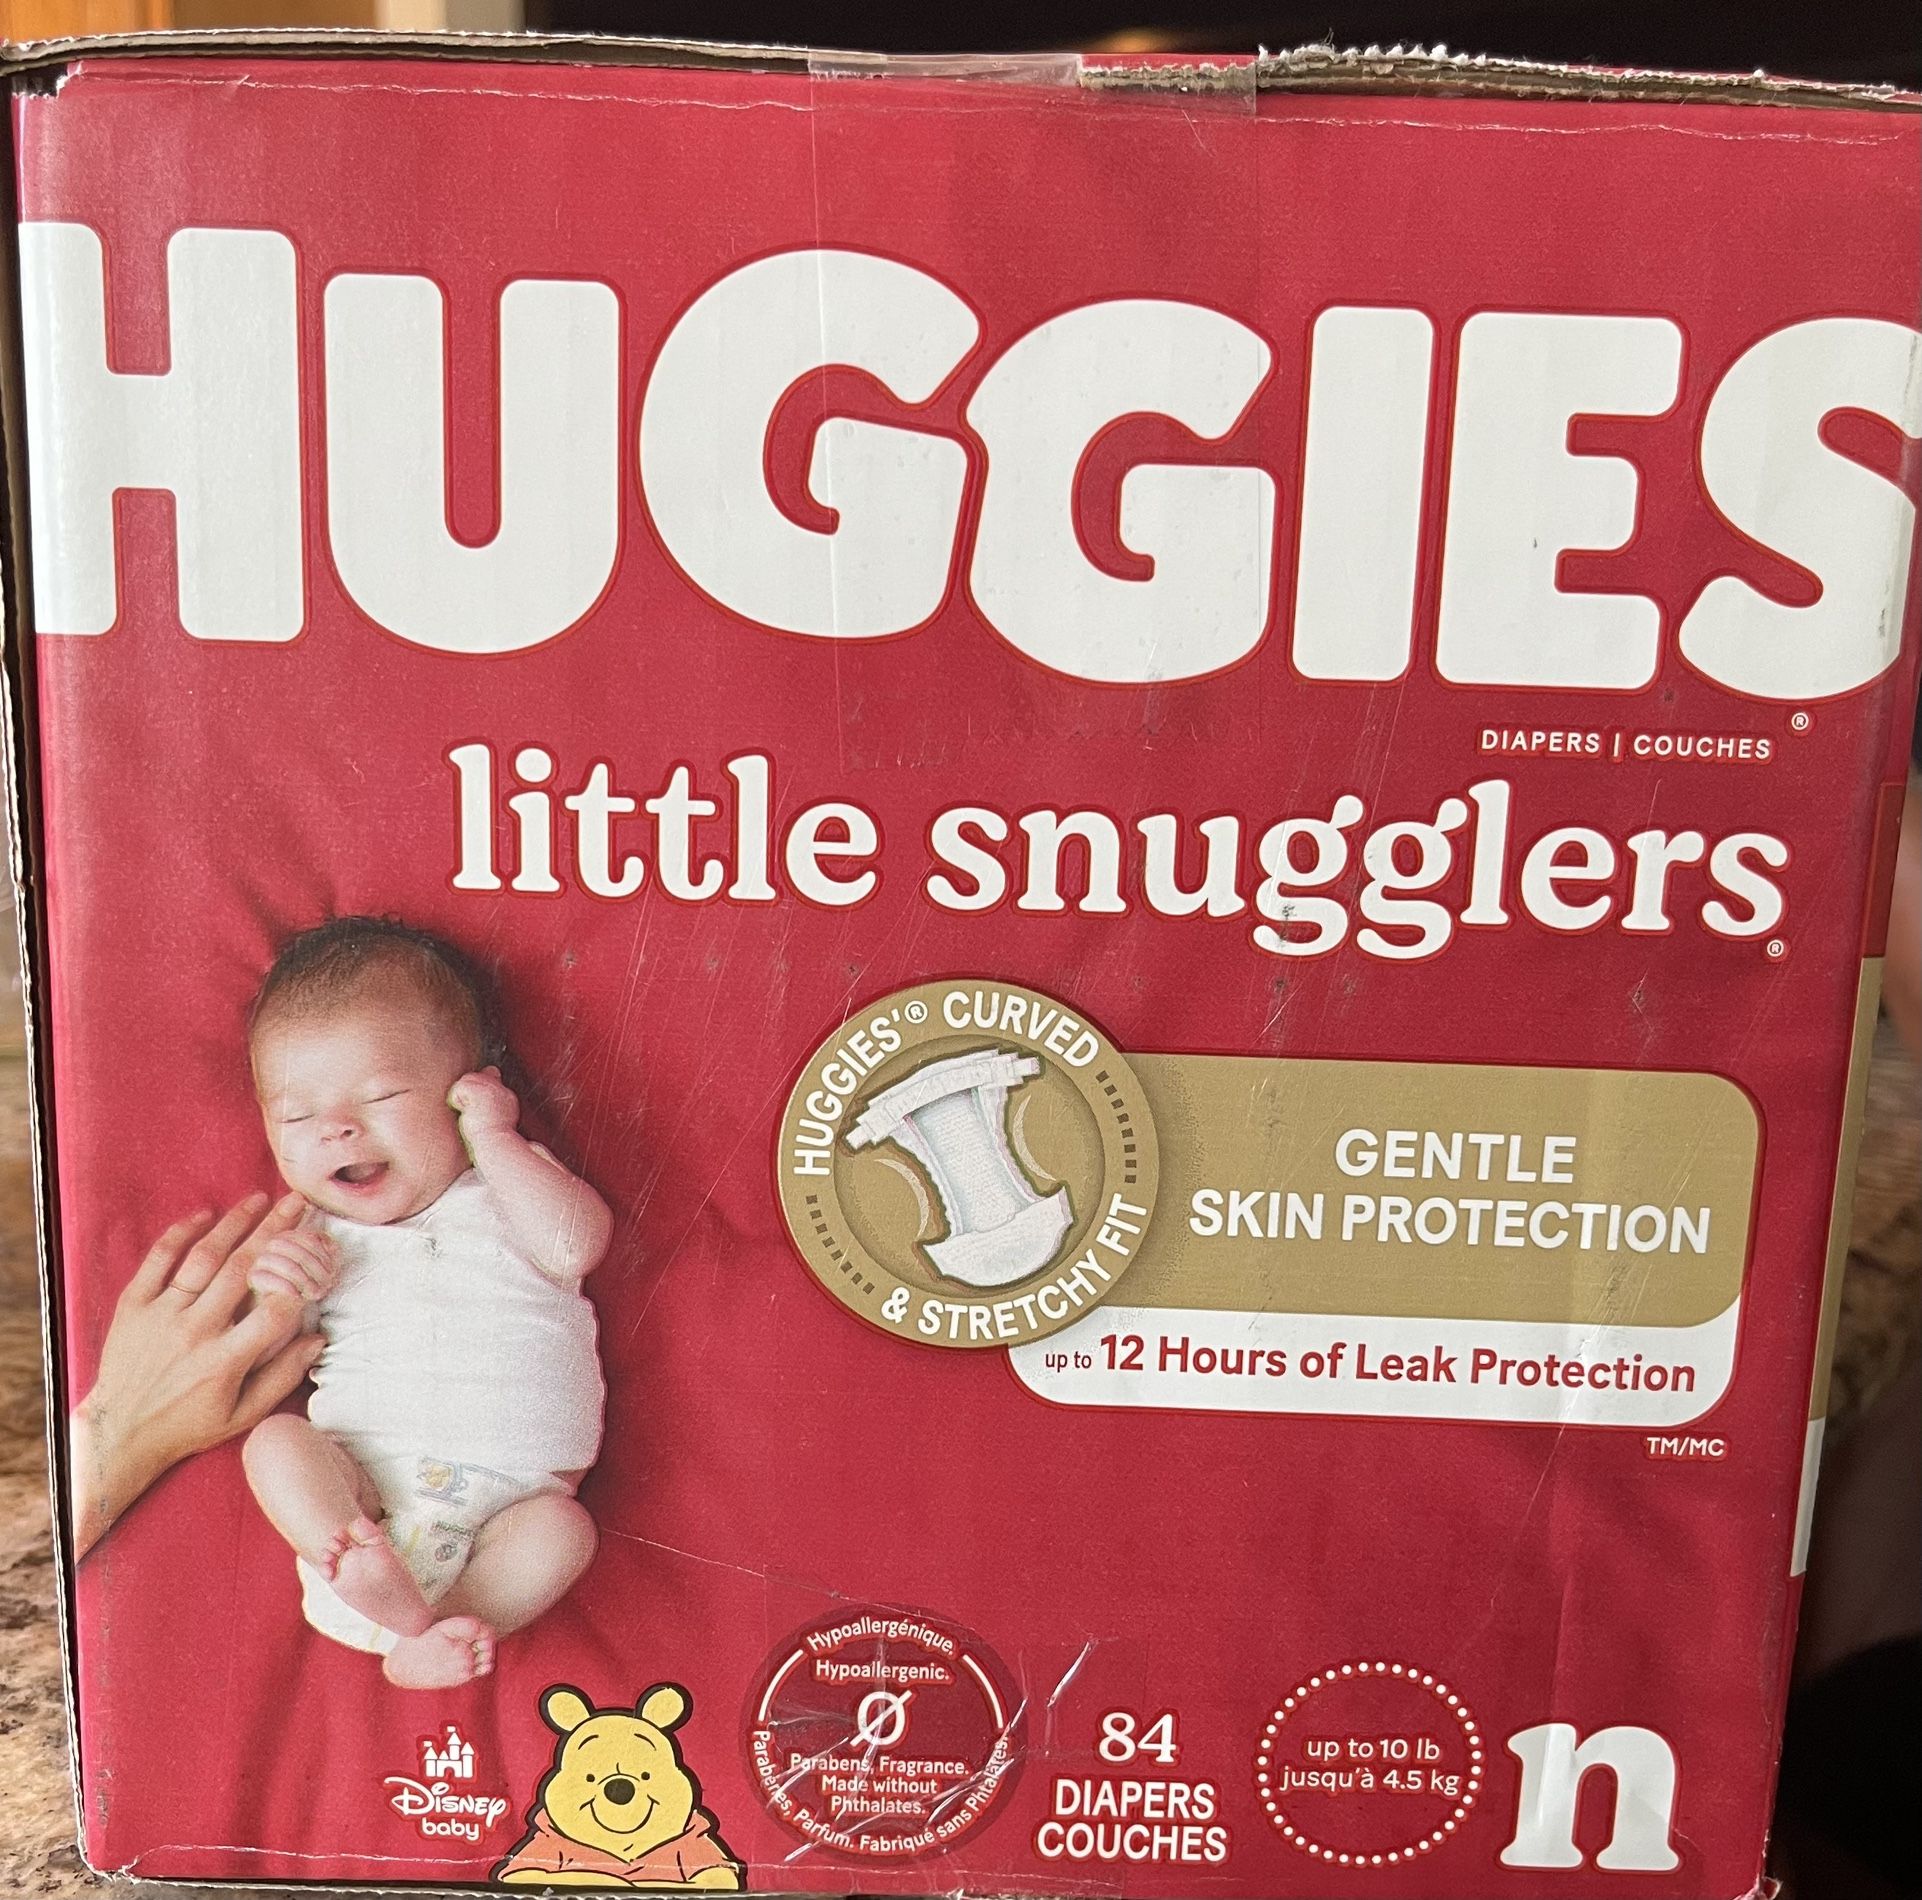 HUGGIES®
DIAPERS | COUCHES
little snugglers®
HUGGIES'® CURVED
& STRETCHY FIT
GENTLE
SKIN PROTECTION
up to 12 Hours of Leak Protection
TM/MC
Disney
baby
Hypoallergénique.
Hypoallergenic.
Parabens, Fragrance.
Made without
Phthalates.
Parabènes, Parfum. Fabriqué sans Phtalates.
84
DIAPERS
COUCHES
up to 10 lb
jusqu'à 4.5 kg
n